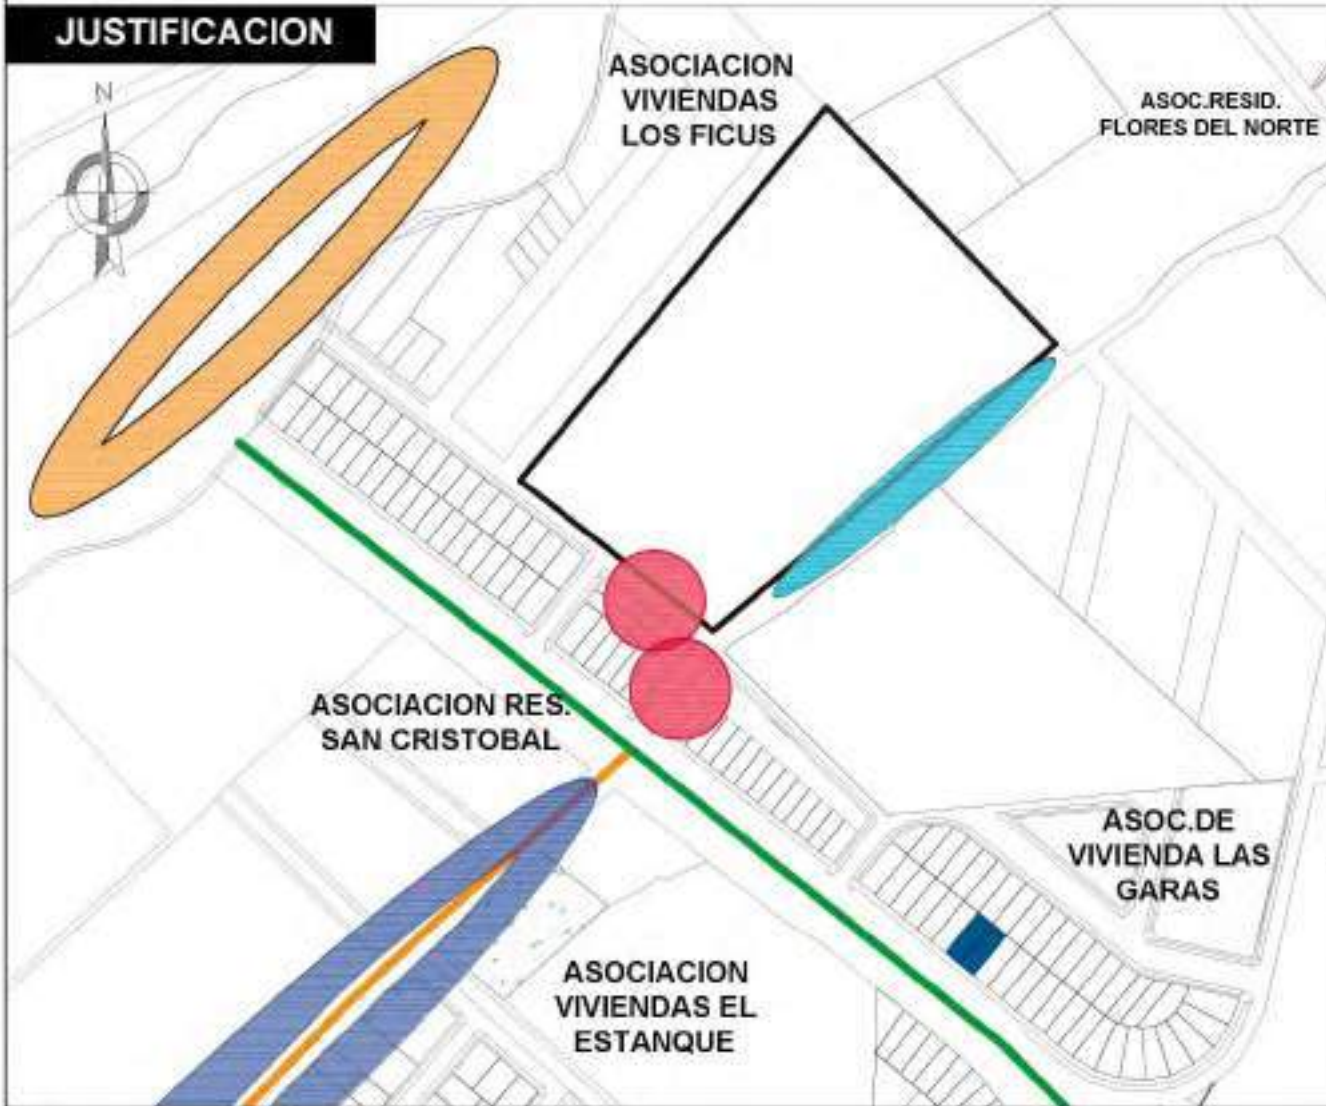 JUSTIFICACION
N
ASOCIACION
VIVIENDAS
LOS FICUS
ASOC.RESID.
FLORES DEL NORTE
ASOCIACION RES.
SAN CRISTOBAL
ASOC.DE
VIVIENDA LAS
GARAS
ASOCIACION
VIVIENDAS EL
ESTANQUE